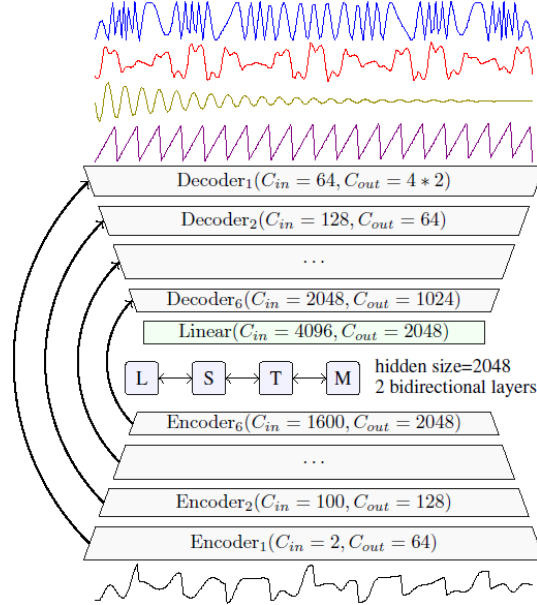 Decoder₁(C_in = 64, C_out = 4 * 2)
Decoder₂(C_in = 128, C_out = 64)
...
Decoder₆(C_in = 2048, C_out = 1024)
Linear(C_in = 4096, C_out = 2048)
L S T M
hidden size=2048
2 bidirectional layers
Encoder₆(C_in = 1600, C_out = 2048)
...
Encoder₂(C_in = 100, C_out = 128)
Encoder₁(C_in = 2, C_out = 64)